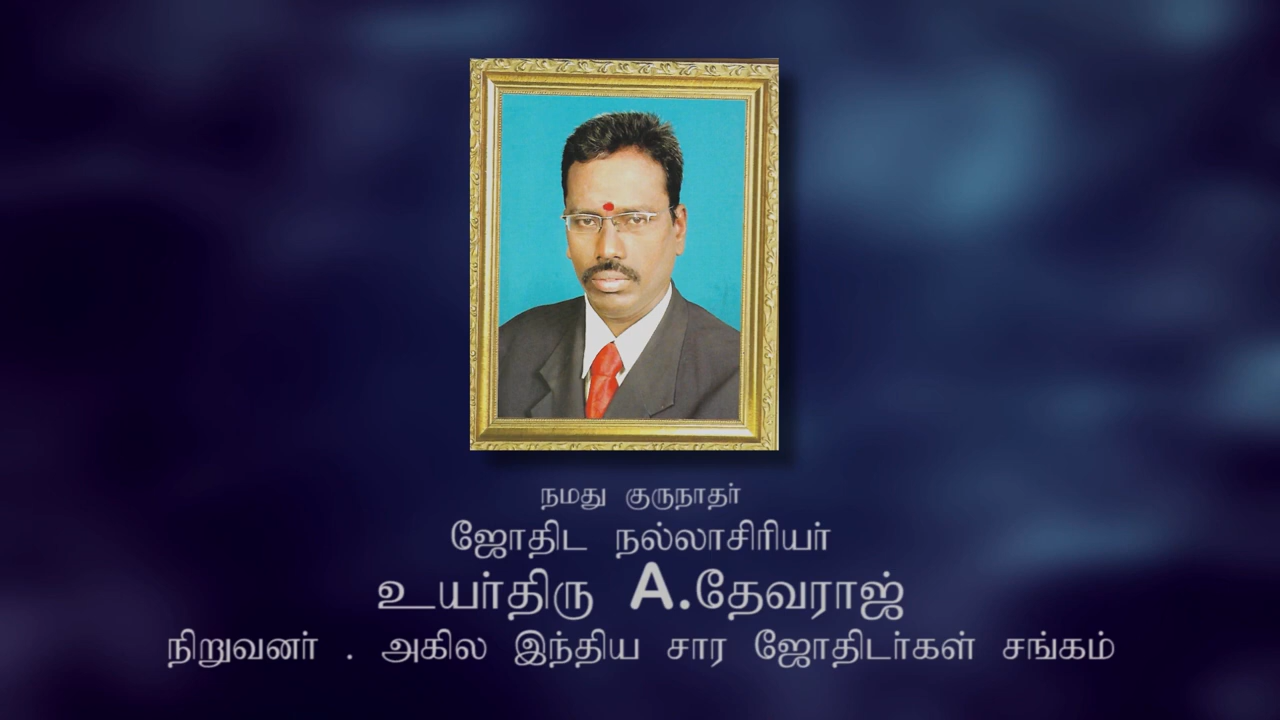 நமது குருநாதர்
ஜோதிட நல்லாசிரியர்
உயர்திரு A.தேவராஜ்
நிறுவனர் . அகில இந்திய சார ஜோதிடர்கள் சங்கம்